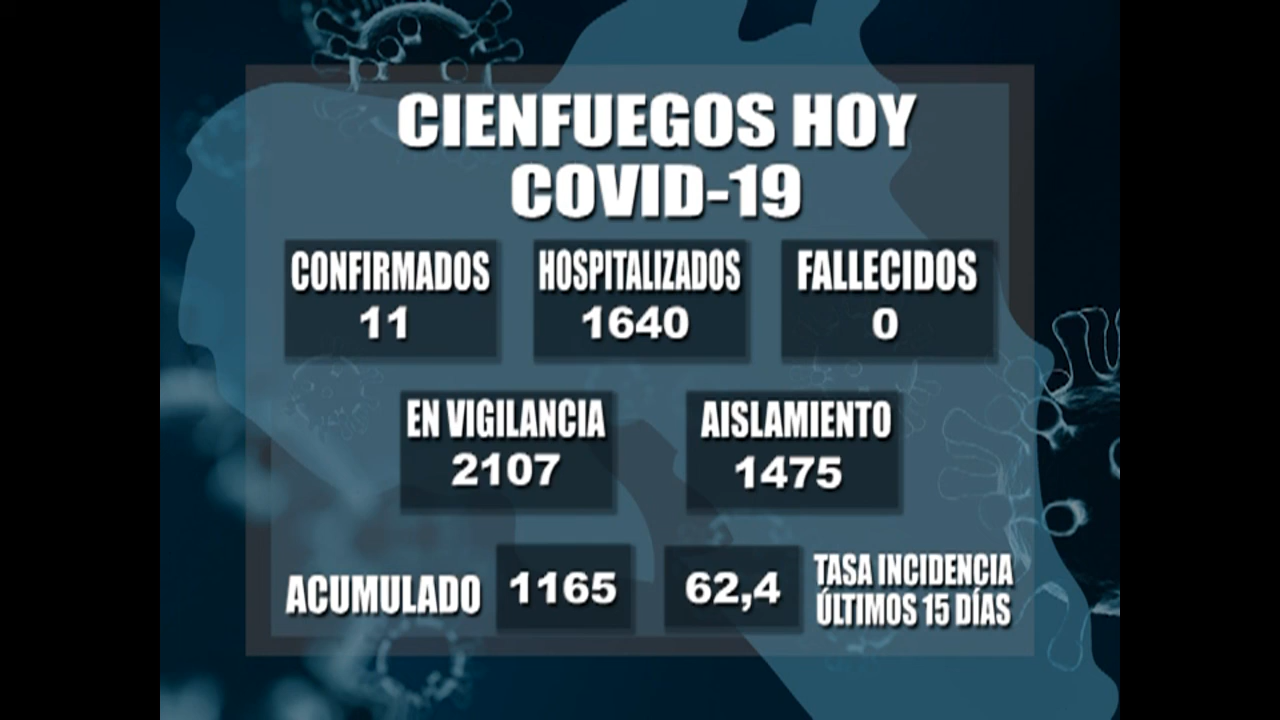 CIENFUEGOS HOY
COVID-19
CONFIRMADOS
11
HOSPITALIZADOS
1640
FALLECIDOS
0
EN VIGILANCIA
2107
AISLAMIENTO
1475
ACUMULADO
1165
62,4
TASA INCIDENCIA
ÚLTIMOS 15 DÍAS